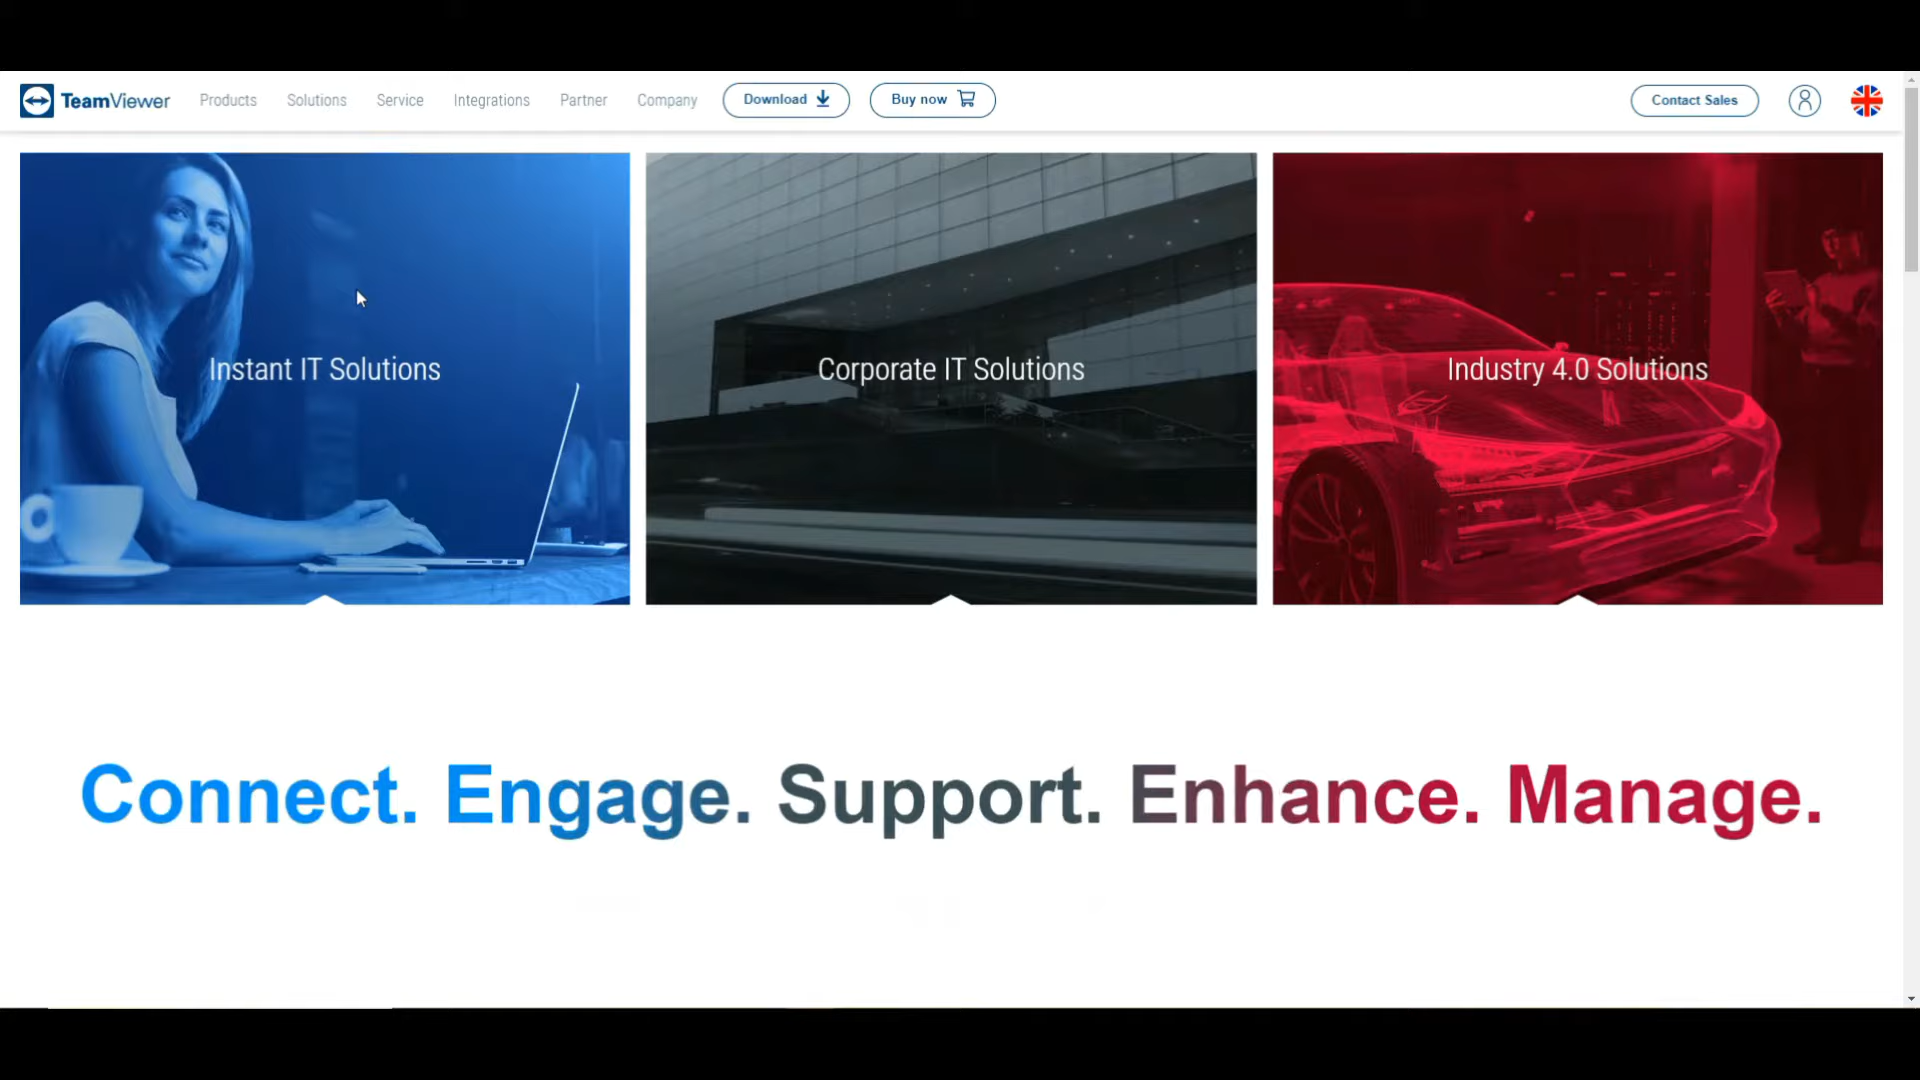 TeamViewer Products Solutions Service Integrations Partner Company Download Buy now Contact Sales
Instant IT Solutions
Corporate IT Solutions
Industry 4.0 Solutions
Connect. Engage. Support. Enhance. Manage.